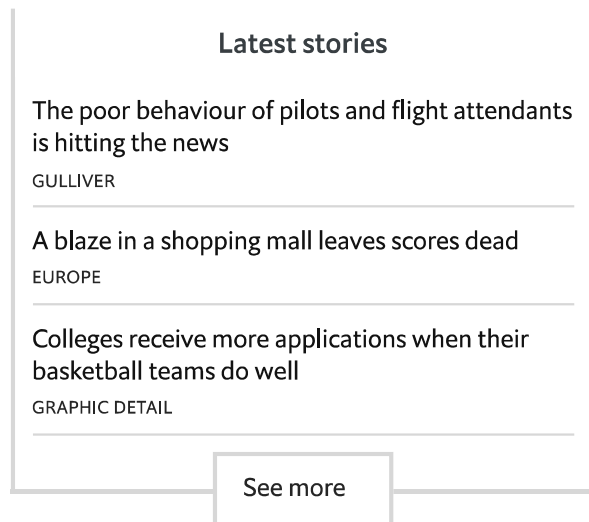 Latest stories
The poor behaviour of pilots and flight attendants
is hitting the news
GULLIVER
A blaze in a shopping mall leaves scores dead
EUROPE
Colleges receive more applications when their
basketball teams do well
GRAPHIC DETAIL
See more